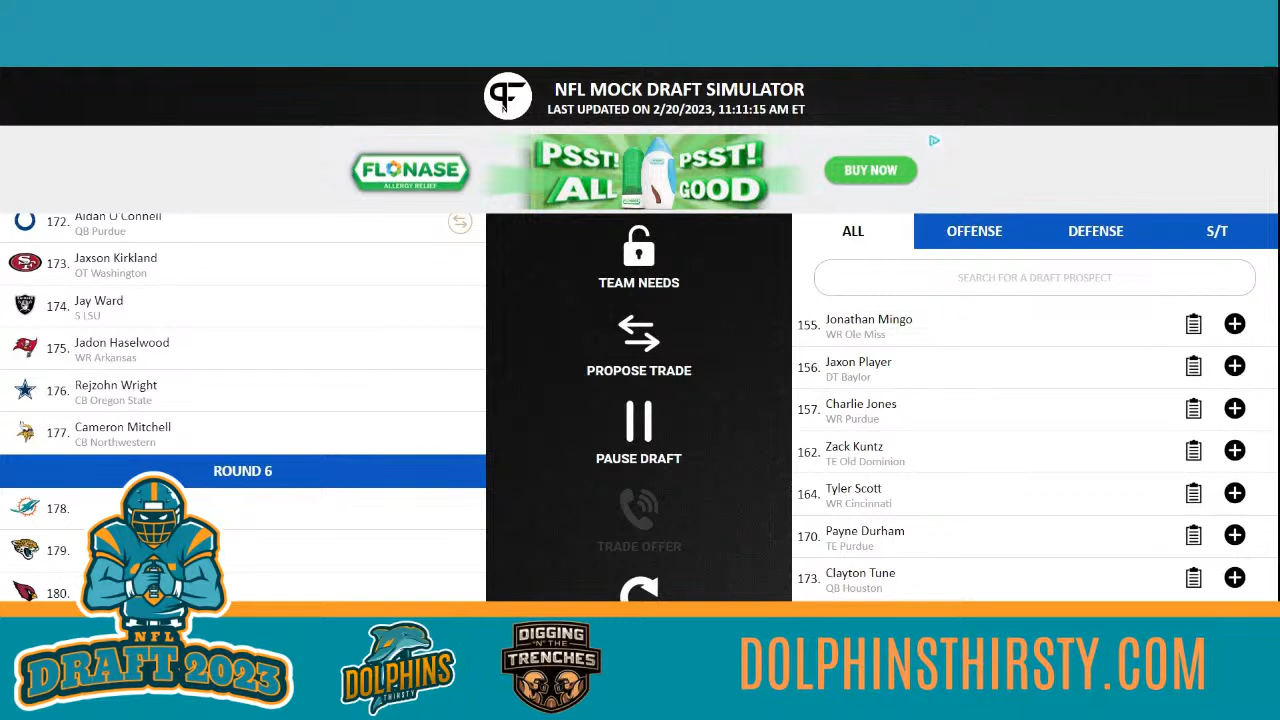 NFL MOCK DRAFT SIMULATOR
LAST UPDATED ON 2/20/2023, 11:11:15 AM ET
FLONASE
ALLERGY RELIEF
PSST! PSST!
ALL GOOD
BUY NOW
172. Aidan O'Connell
QB Purdue
173. Jaxson Kirkland
OT Washington
174. Jay Ward
S LSU
175. Jadon Haselwood
WR Arkansas
176. Rejzohn Wright
CB Oregon State
177. Cameron Mitchell
CB Northwestern
ROUND 6
178.
179.
180.
TEAM NEEDS
PROPOSE TRADE
PAUSE DRAFT
TRADE OFFER
ALL OFFENSE DEFENSE S/T
SEARCH FOR A DRAFT PROSPECT
155. Jonathan Mingo
WR Ole Miss
156. Jaxon Player
DT Baylor
157. Charlie Jones
WR Purdue
162. Zack Kuntz
TE Old Dominion
164. Tyler Scott
WR Cincinnati
170. Payne Durham
TE Purdue
173. Clayton Tune
QB Houston
NFL
DRAFT 2023
DOLPHINS
THIRSTY
DIGGING
"N" THE
TRENCHES
DOLPHINSTHIRSTY.COM